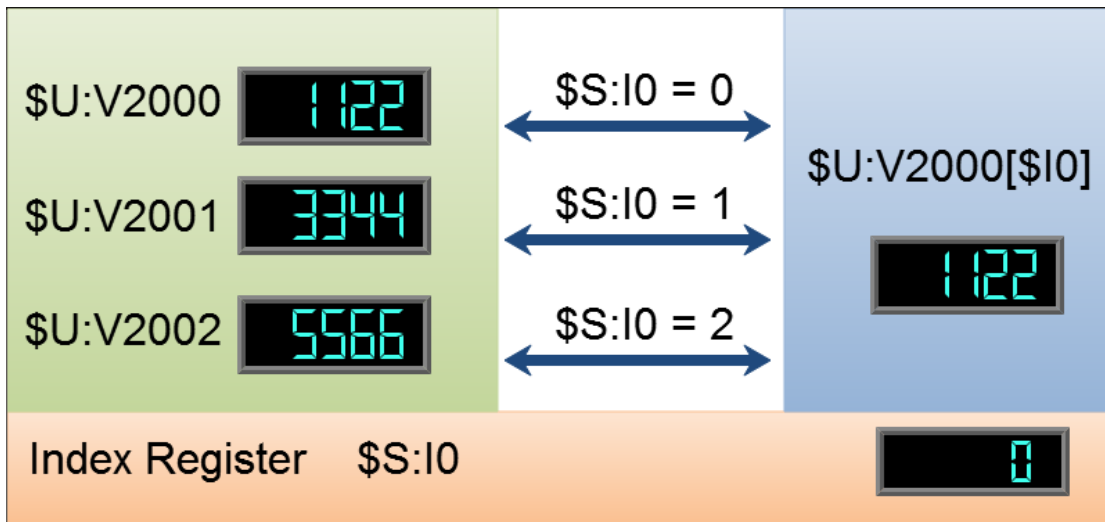 $U:V2000 1122 $S:I0 = 0
$U:V2001 3344 $S:I0 = 1
$U:V2002 5566 $S:I0 = 2
$U:V2000[$I0]
1122
Index Register $S:I0 0